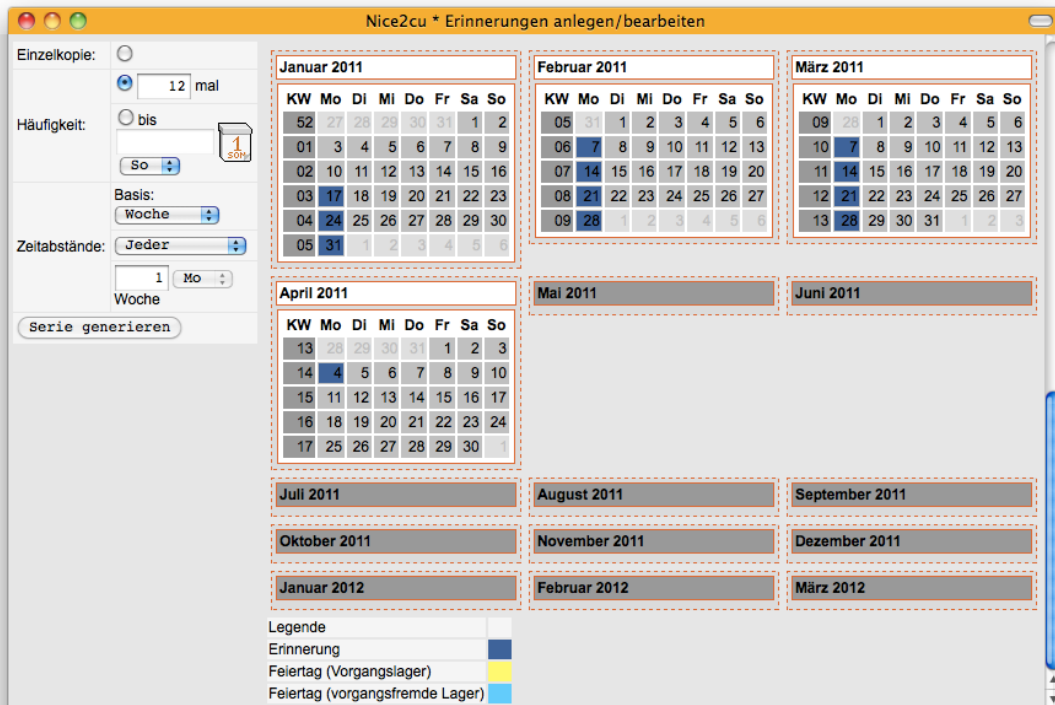 Nice2cu * Erinnerungen anlegen/bearbeiten
Einzelkopie:
12 mal
Häufigkeit:
bis
1
SOM
So
Zeitabstände:
Basis:
Woche
Jeder
1 Mo
Woche
Serie generieren
Januar 2011
KW Mo Di Mi Do Fr Sa So
52 27 28 29 30 31 1 2
01 3 4 5 6 7 8 9
02 10 11 12 13 14 15 16
03 17 18 19 20 21 22 23
04 24 25 26 27 28 29 30
05 31 1 2 3 4 5 6
Februar 2011
KW Mo Di Mi Do Fr Sa So
05 31 1 2 3 4 5 6
06 7 8 9 10 11 12 13
07 14 15 16 17 18 19 20
08 21 22 23 24 25 26 27
09 28 1 2 3 4 5 6
März 2011
KW Mo Di Mi Do Fr Sa So
09 28 1 2 3 4 5 6
10 7 8 9 10 11 12 13
11 14 15 16 17 18 19 20
12 21 22 23 24 25 26 27
13 28 29 30 31 1 2 3
April 2011
KW Mo Di Mi Do Fr Sa So
13 28 29 30 31 1 2 3
14 4 5 6 7 8 9 10
15 11 12 13 14 15 16 17
16 18 19 20 21 22 23 24
17 25 26 27 28 29 30 1
Mai 2011
Juni 2011
Juli 2011
August 2011
September 2011
Oktober 2011
November 2011
Dezember 2011
Januar 2012
Februar 2012
März 2012
Legende
Erinnerung
Feiertag (Vorgangslager)
Feiertag (vorgangsfremde Lager)